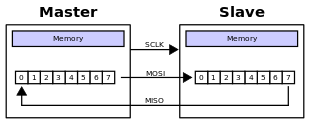 Master
Slave
Memory
Memory
SCLK
0 1 2 3 4 5 6 7
MOSI
0 1 2 3 4 5 6 7
MISO